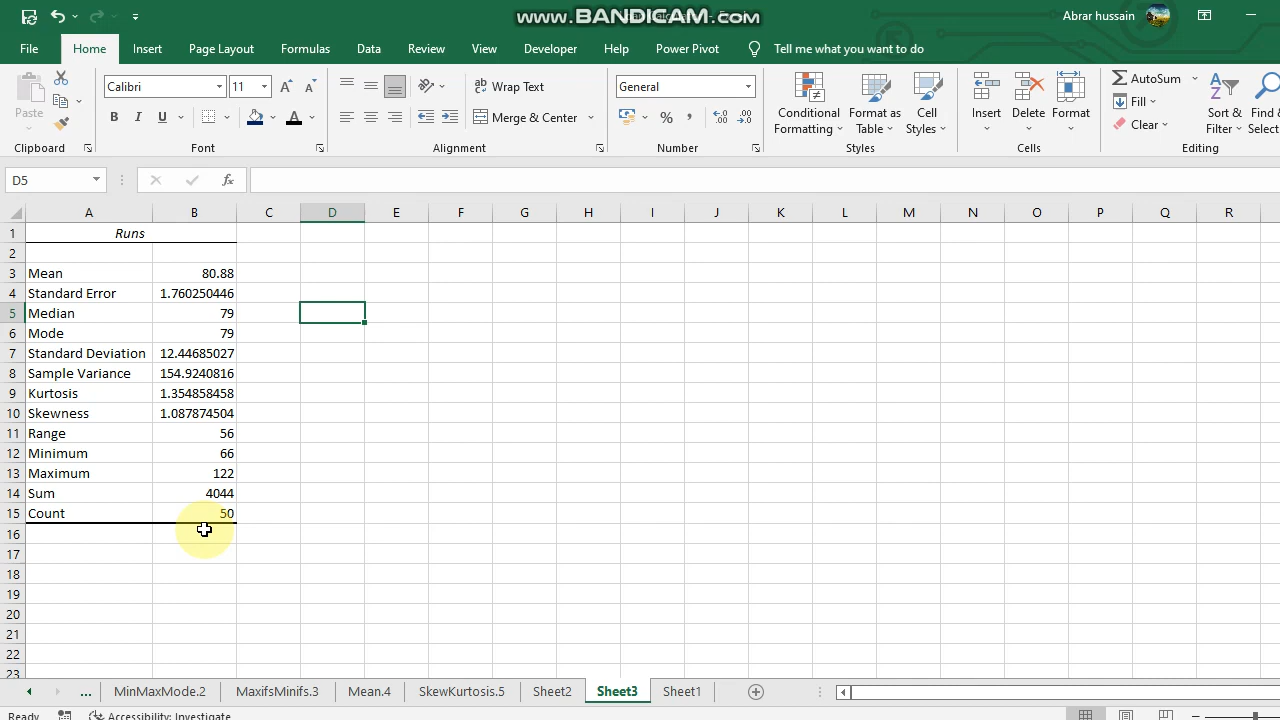 www.BANDICAM.com
Abrar hussain
File Home Insert Page Layout Formulas Data Review View Developer Help Power Pivot Tell me what you want to do
Paste
Clipboard
Calibri 11
B I U A
Font
Wrap Text
Merge & Center
Alignment
General
% ,
Number
Conditional Formatting
Format as Table
Cell Styles
Styles
Insert Delete Format
Cells
AutoSum
Fill
Clear
Sort & Filter
Find &
Editing
D5 fx
A B C D E F G H I J K L M N O P Q R
1 Runs
2
3 Mean 80.88
4 Standard Error 1.760250446
5 Median 79
6 Mode 79
7 Standard Deviation 12.44685027
8 Sample Variance 154.9240816
9 Kurtosis 1.354858458
10 Skewness 1.087874504
11 Range 56
12 Minimum 66
13 Maximum 122
14 Sum 4044
15 Count 50
16
17
18
19
20
21
22
23
... MinMaxMode.2 MaxifsMinifs.3 Mean.4 SkewKurtosis.5 Sheet2 Sheet3 Sheet1
Ready Accessibility: Investigate